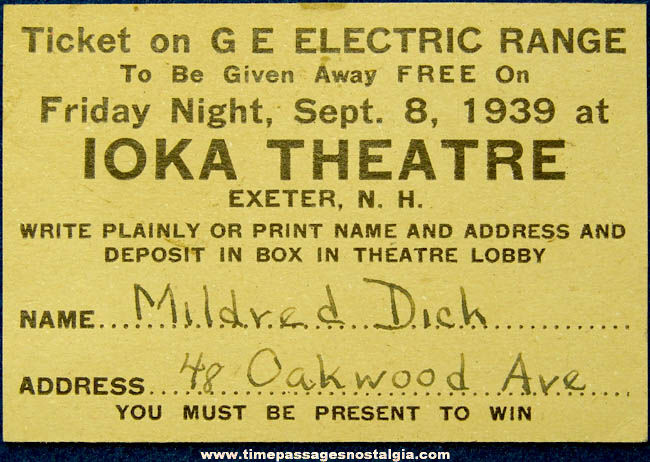 Ticket on G E ELECTRIC RANGE
To Be Given Away FREE On
Friday Night, Sept. 8, 1939 at
IOKA THEATRE
EXETER, N. H.
WRITE PLAINLY OR PRINT NAME AND ADDRESS AND
DEPOSIT IN BOX IN THEATRE LOBBY
NAME Mildred Dick
ADDRESS 48 Oakwood Ave
YOU MUST BE PRESENT TO WIN
www.timepassagesnostalgia.com